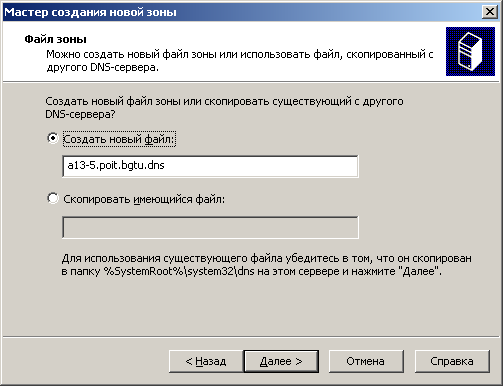 Мастер создания новой зоны
Файл зоны
Можно создать новый файл зоны или использовать файл, скопированный с
другого DNS-сервера.
Создать новый файл зоны или скопировать существующий с другого
DNS-сервера?
Создать новый файл:
a13-5.poit.bgtu.dns
Скопировать имеющийся файл:
Для использования существующего файла убедитесь в том, что он скопирован
в папку %SystemRoot%\system32\dns на этом сервере и нажмите "Далее".
< Назад
Далее >
Отмена
Справка